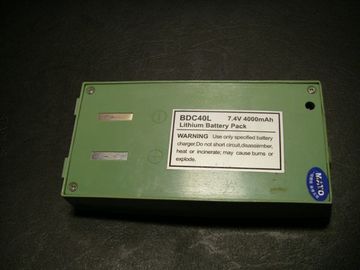 BDC40L 7.4V 4000mAh
Lithium Battery Pack
WARNING Use only specified battery
charger.Do not short circuit,disassember,
heat or incinerate; may cause burns or
explode.